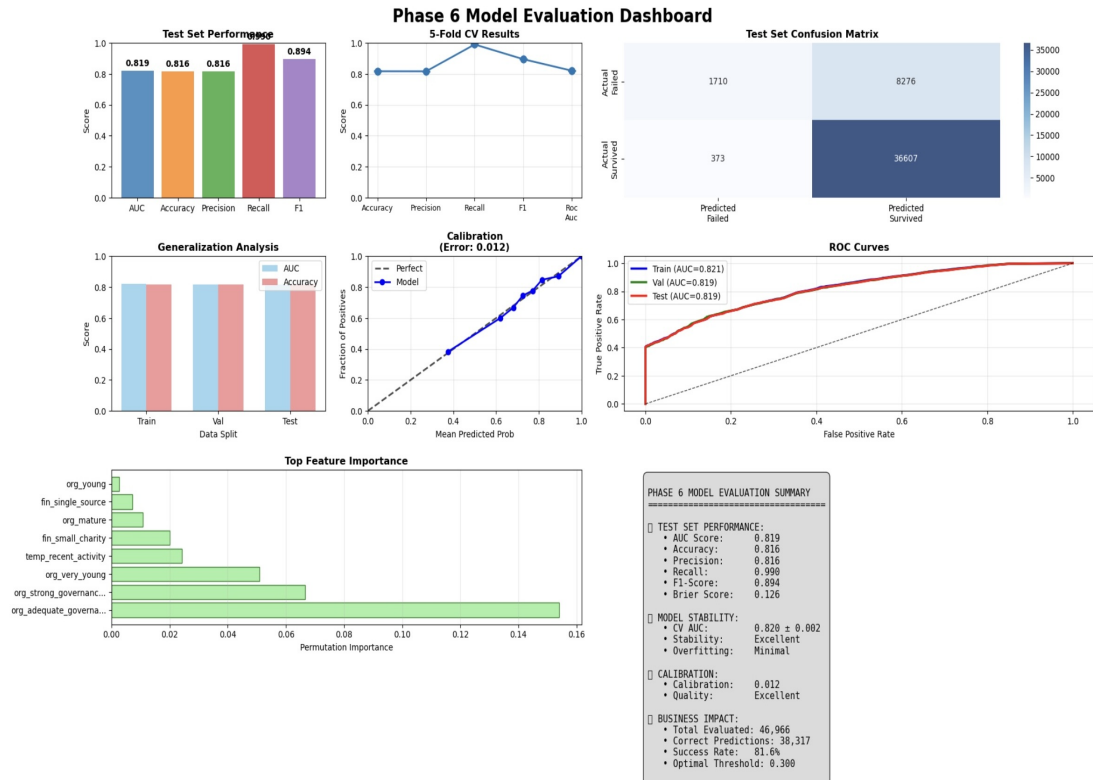 Phase 6 Model Evaluation Dashboard
Test Set Performance
Score
0.0
0.2
0.4
0.6
0.8
1.0
0.819
0.816
0.816
0.990
0.894
AUC
Accuracy
Precision
Recall
F1
5-Fold CV Results
Score
0.0
0.2
0.4
0.6
0.8
1.0
Accuracy
Precision
Recall
F1
Roc
Auc
Test Set Confusion Matrix
Actual
Failed
Actual
Survived
1710
8276
373
36607
Predicted
Failed
Predicted
Survived
35000
30000
25000
20000
15000
10000
5000
Generalization Analysis
Score
0.0
0.2
0.4
0.6
0.8
1.0
AUC
Accuracy
Train
Val
Test
Data Split
Calibration
(Error: 0.012)
Fraction of Positives
0.0
0.2
0.4
0.6
0.8
1.0
Perfect
Model
0.0
0.2
0.4
0.6
0.8
1.0
Mean Predicted Prob
ROC Curves
True Positive Rate
0.0
0.2
0.4
0.6
0.8
1.0
Train (AUC=0.821)
Val (AUC=0.819)
Test (AUC=0.819)
0.0
0.2
0.4
0.6
0.8
1.0
False Positive Rate
Top Feature Importance
org_young
fin_single_source
org_mature
fin_small_charity
temp_recent_activity
org_very_young
org_strong_governanc...
org_adequate_governa...
0.00
0.02
0.04
0.06
0.08
0.10
0.12
0.14
0.16
Permutation Importance
PHASE 6 MODEL EVALUATION SUMMARY
===================================
▯ TEST SET PERFORMANCE:
• AUC Score: 0.819
• Accuracy: 0.816
• Precision: 0.816
• Recall: 0.990
• F1-Score: 0.894
• Brier Score: 0.126
▯ MODEL STABILITY:
• CV AUC: 0.820 ± 0.002
• Stability: Excellent
• Overfitting: Minimal
▯ CALIBRATION:
• Calibration: 0.012
• Quality: Excellent
▯ BUSINESS IMPACT:
• Total Evaluated: 46,966
• Correct Predictions: 38,317
• Success Rate: 81.6%
• Optimal Threshold: 0.300